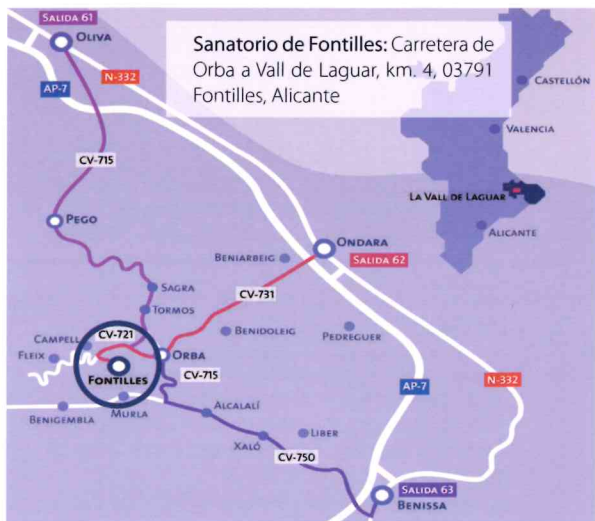 SALIDA 61
OLIVA
Sanatorio de Fontilles: Carretera de
Orba a Vall de Laguar, km. 4, 03791
Fontilles, Alicante
N-332
AP-7
CASTELLÓN
VALENCIA
CV-715
LA VALL DE LAGUAR
PEGO
ALICANTE
ONDARA
BENIARBEIG
SALIDA 62
SAGRA
CV-731
TORMOS
CV-721
BENIDOLEIG
PEDREGUER
CAMPELL
FLEIX
ORBA
FONTILLES
CV-715
AP-7
N-332
MURLA
ALCALALÍ
BENIGEMBLA
XALÓ
LIBER
CV-750
SALIDA 63
BENISSA